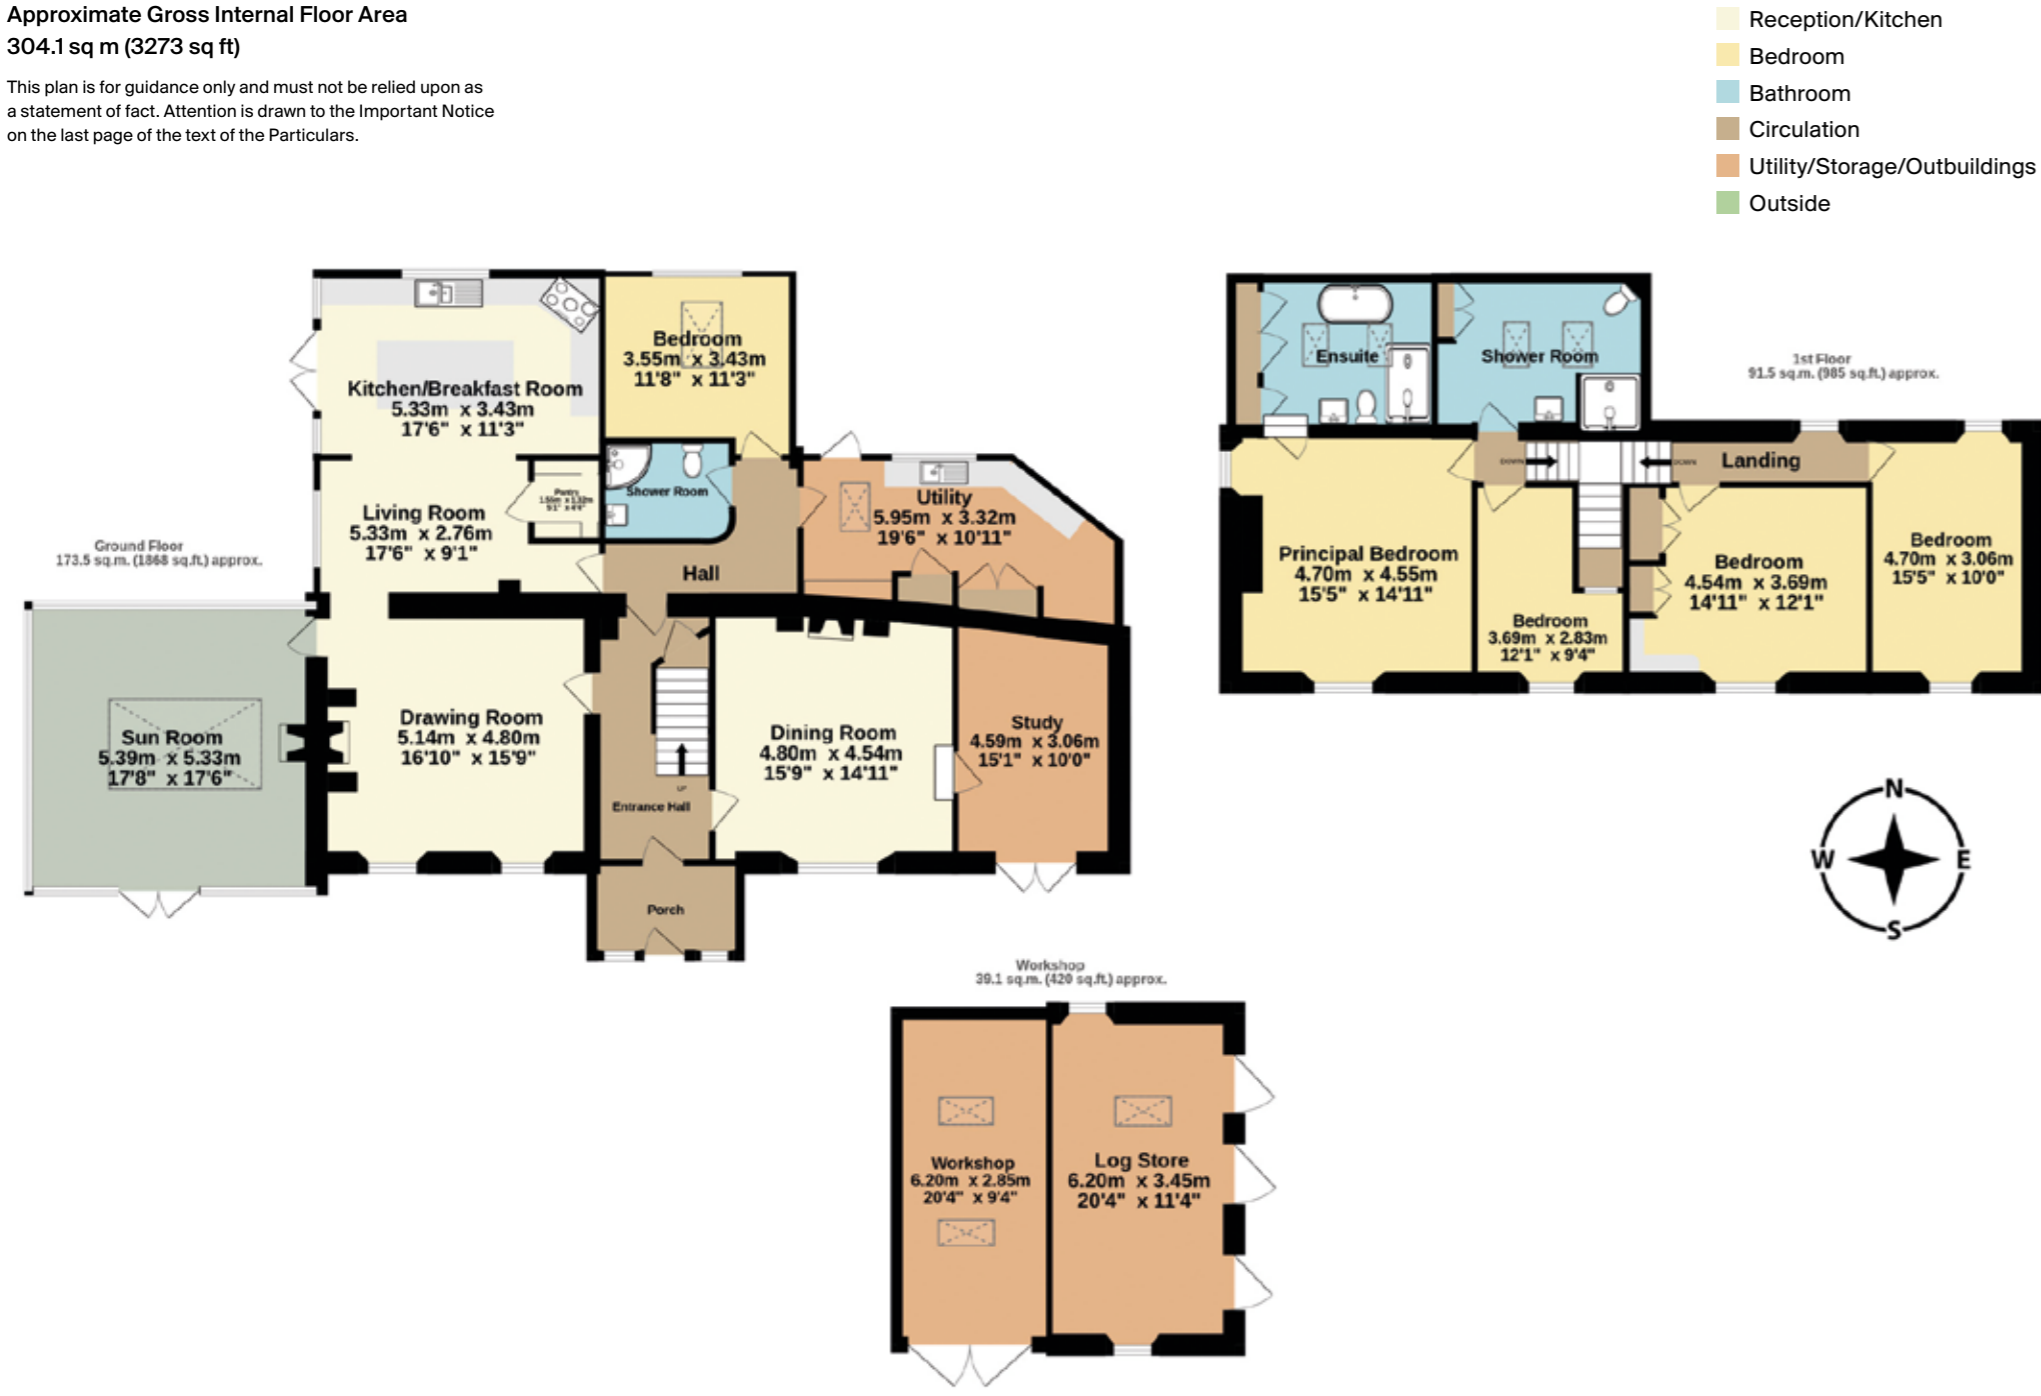 Approximate Gross Internal Floor Area
304.1 sq m (3273 sq ft)
This plan is for guidance only and must not be relied upon as
a statement of fact. Attention is drawn to the Important Notice
on the last page of the text of the Particulars.
Reception/Kitchen
Bedroom
Bathroom
Circulation
Utility/Storage/Outbuildings
Outside
Ground Floor
173.5 sq.m. (1868 sq.ft.) approx.
Kitchen/Breakfast Room
5.33m x 3.43m
17'6" x 11'3"
Bedroom
3.55m x 3.43m
11'8" x 11'3"
Living Room
5.33m x 2.76m
17'6" x 9'1"
Pantry
Shower Room
Hall
Utility
5.95m x 3.32m
19'6" x 10'11"
Sun Room
5.39m x 5.33m
17'8" x 17'6"
Drawing Room
5.14m x 4.80m
16'10" x 15'9"
UP
Entrance Hall
Dining Room
4.80m x 4.54m
15'9" x 14'11"
Study
4.59m x 3.06m
15'1" x 10'0"
Porch
1st Floor
91.5 sq.m. (985 sq.ft.) approx.
Ensuite
Shower Room
DOWN
DOWN
Landing
Principal Bedroom
4.70m x 4.55m
15'5" x 14'11"
Bedroom
3.69m x 2.83m
12'1" x 9'4"
Bedroom
4.54m x 3.69m
14'11" x 12'1"
Bedroom
4.70m x 3.06m
15'5" x 10'0"
N
W
E
S
Workshop
39.1 sq.m. (420 sq.ft.) approx.
Workshop
6.20m x 2.85m
20'4" x 9'4"
Log Store
6.20m x 3.45m
20'4" x 11'4"